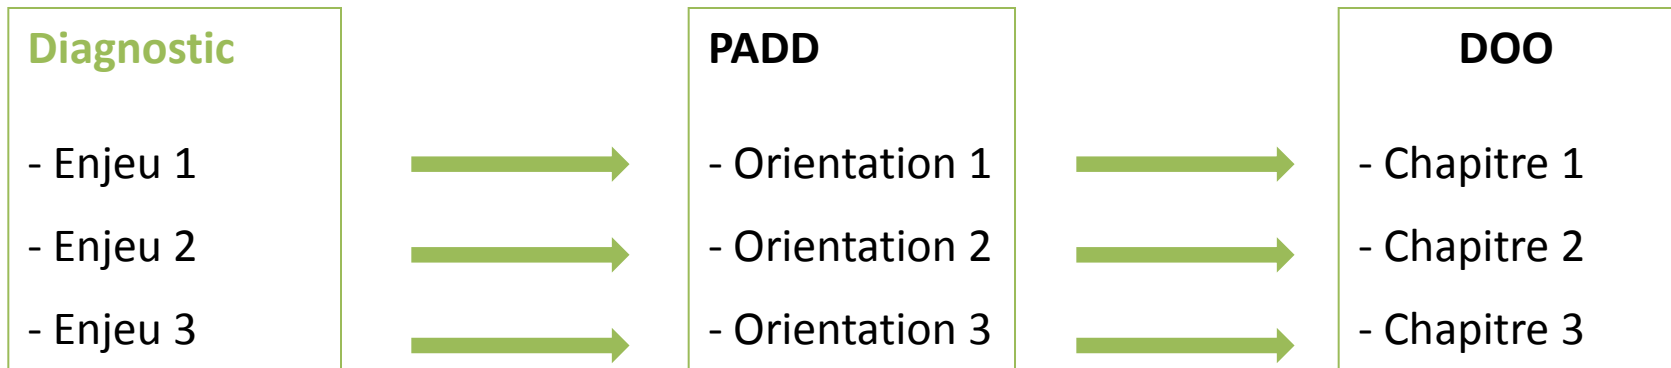 Diagnostic
- Enjeu 1
- Enjeu 2
- Enjeu 3
PADD
- Orientation 1
- Orientation 2
- Orientation 3
DOO
- Chapitre 1
- Chapitre 2
- Chapitre 3